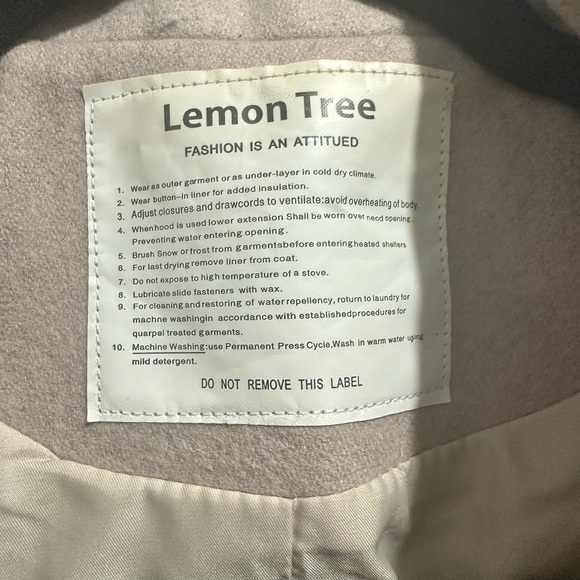 Lemon Tree
FASHION IS AN ATTITUED
1. Wear as outer garment or as under-layer in cold dry climate.
2. Wear button-in liner for added insulation.
3. Adjust closures and drawcords to ventilate:avoid overheating of body.
4. Whenhood is used lower extension Shall be worn over necd opening.
Preventing water entering opening.
5. Brush Snow or frost from garmentsbefore entering heated shelters
6. For last drying remove liner from coat.
7. Do not expose to high temperature of a stove.
8. Lubricate slide fasteners with wax.
9. For cleaning andrestoring of water repellency, roturn to laundry for
machne washingin accordance with establishedprocedures for
quarpel treated garments.
10. Machine Washing:use Permanent Press Cycle,Wash in warm water uging
mild detergent.
DO NOT REMOVE THIS LABEL